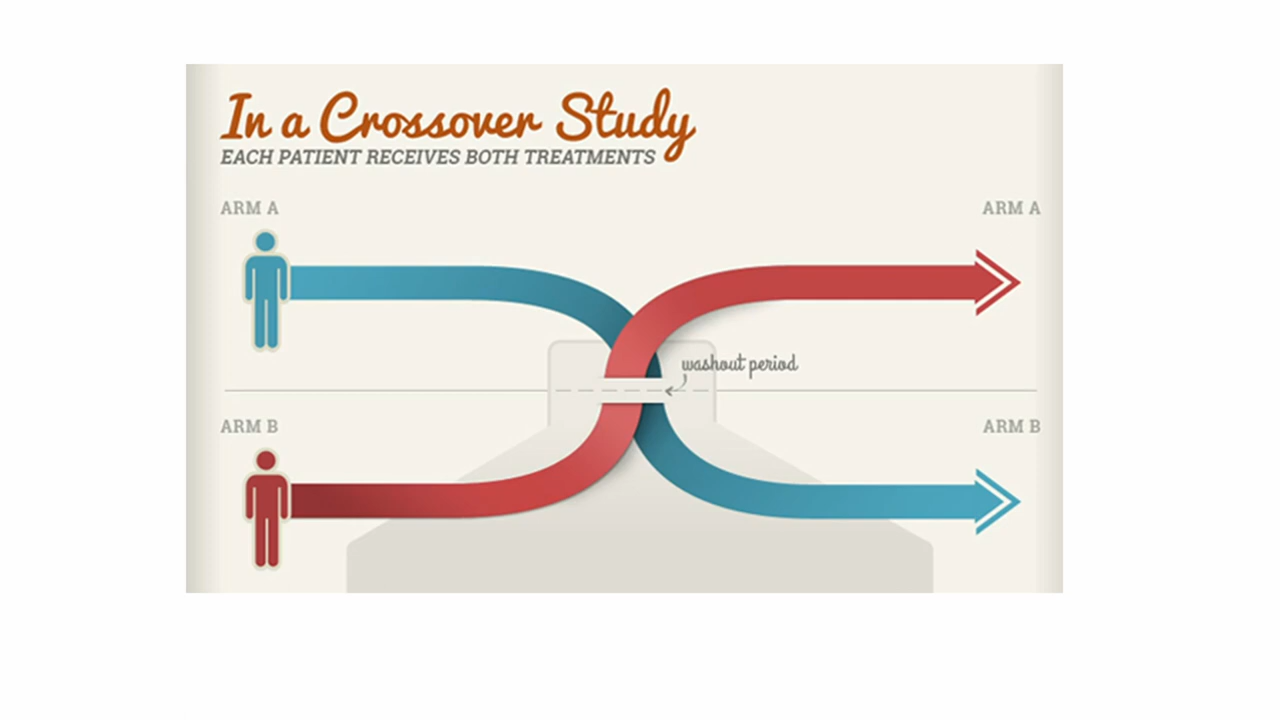 In a Crossover Study
EACH PATIENT RECEIVES BOTH TREATMENTS
ARM A
ARM A
washout period
ARM B
ARM B